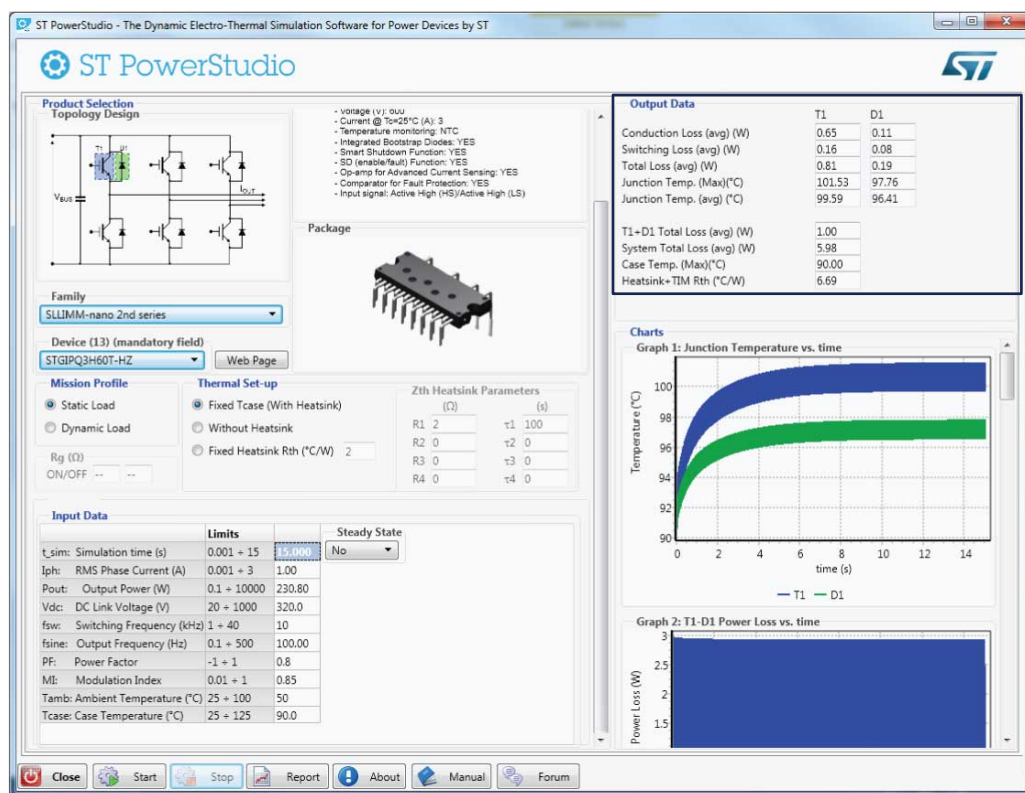 ST PowerStudio - The Dynamic Electro-Thermal Simulation Software for Power Devices by ST
ST PowerStudio
ST
Product Selection
Topology Design
T1
D1
VBUS
IOUT
- Voltage (V): 600
- Current @ Tc=25°C (A): 3
- Temperature monitoring: NTC
- Integrated Bootstrap Diodes: YES
- Smart Shutdown Function: YES
- SD (enable/fault) Function: YES
- Op-amp for Advanced Current Sensing: YES
- Comparator for Fault Protection: YES
- Input signal: Active High (HS)/Active High (LS)
Package
Family
SLLIMM-nano 2nd series
Device (13) (mandatory field)
STGIPQ3H60T-HZ Web Page
Mission Profile
Static Load
Dynamic Load
Rg (Ω)
ON/OFF -- --
Thermal Set-up
Fixed Tcase (With Heatsink)
Without Heatsink
Fixed Heatsink Rth (°C/W) 2
Zth Heatsink Parameters
(Ω) (s)
R1 2 τ1 100
R2 0 τ2 0
R3 0 τ3 0
R4 0 τ4 0
Input Data
Limits
t_sim: Simulation time (s) 0.001 ÷ 15 15.000
Iph: RMS Phase Current (A) 0.001 ÷ 3 1.00
Pout: Output Power (W) 0.1 ÷ 10000 230.80
Vdc: DC Link Voltage (V) 20 ÷ 1000 320.0
fsw: Switching Frequency (kHz) 1 ÷ 40 10
fsine: Output Frequency (Hz) 0.1 ÷ 500 100.00
PF: Power Factor -1 ÷ 1 0.8
MI: Modulation Index 0.01 ÷ 1 0.85
Tamb: Ambient Temperature (°C) 25 ÷ 100 50
Tcase: Case Temperature (°C) 25 ÷ 125 90.0
Steady State
No
Output Data
T1 D1
Conduction Loss (avg) (W) 0.65 0.11
Switching Loss (avg) (W) 0.16 0.08
Total Loss (avg) (W) 0.81 0.19
Junction Temp. (Max)(°C) 101.53 97.76
Junction Temp. (avg) (°C) 99.59 96.41
T1+D1 Total Loss (avg) (W) 1.00
System Total Loss (avg) (W) 5.98
Case Temp. (Max)(°C) 90.00
Heatsink+TIM Rth (°C/W) 6.69
Charts
Graph 1: Junction Temperature vs. time
Temperature (°C)
100
98
96
94
92
90
0 2 4 6 8 10 12 14
time (s)
T1 D1
Graph 2: T1-D1 Power Loss vs. time
Power Loss (W)
3
2.5
2
1.5
Close Start Stop Report About Manual Forum